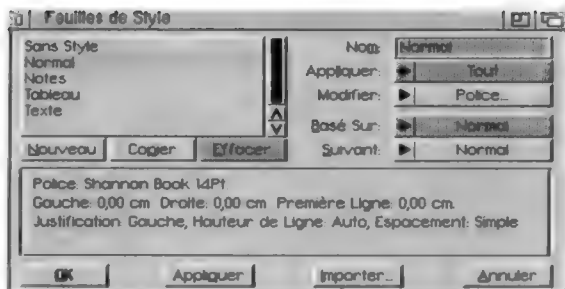 Feuilles de Style
Sans Style
Normal
Notes
Tableau
Texte
Nouveau Copier Effacer
Nom: Normal
Appliquer: Tout
Modifier: Police...
Basé Sur: Normal
Suivant: Normal
Police: Shannon Book 14Pt
Gauche: 0,00 cm Droite: 0,00 cm Première Ligne: 0,00 cm.
Justification: Gauche, Hauteur de Ligne: Auto, Espacement: Simple
OK Appliquer Importer... Annuler